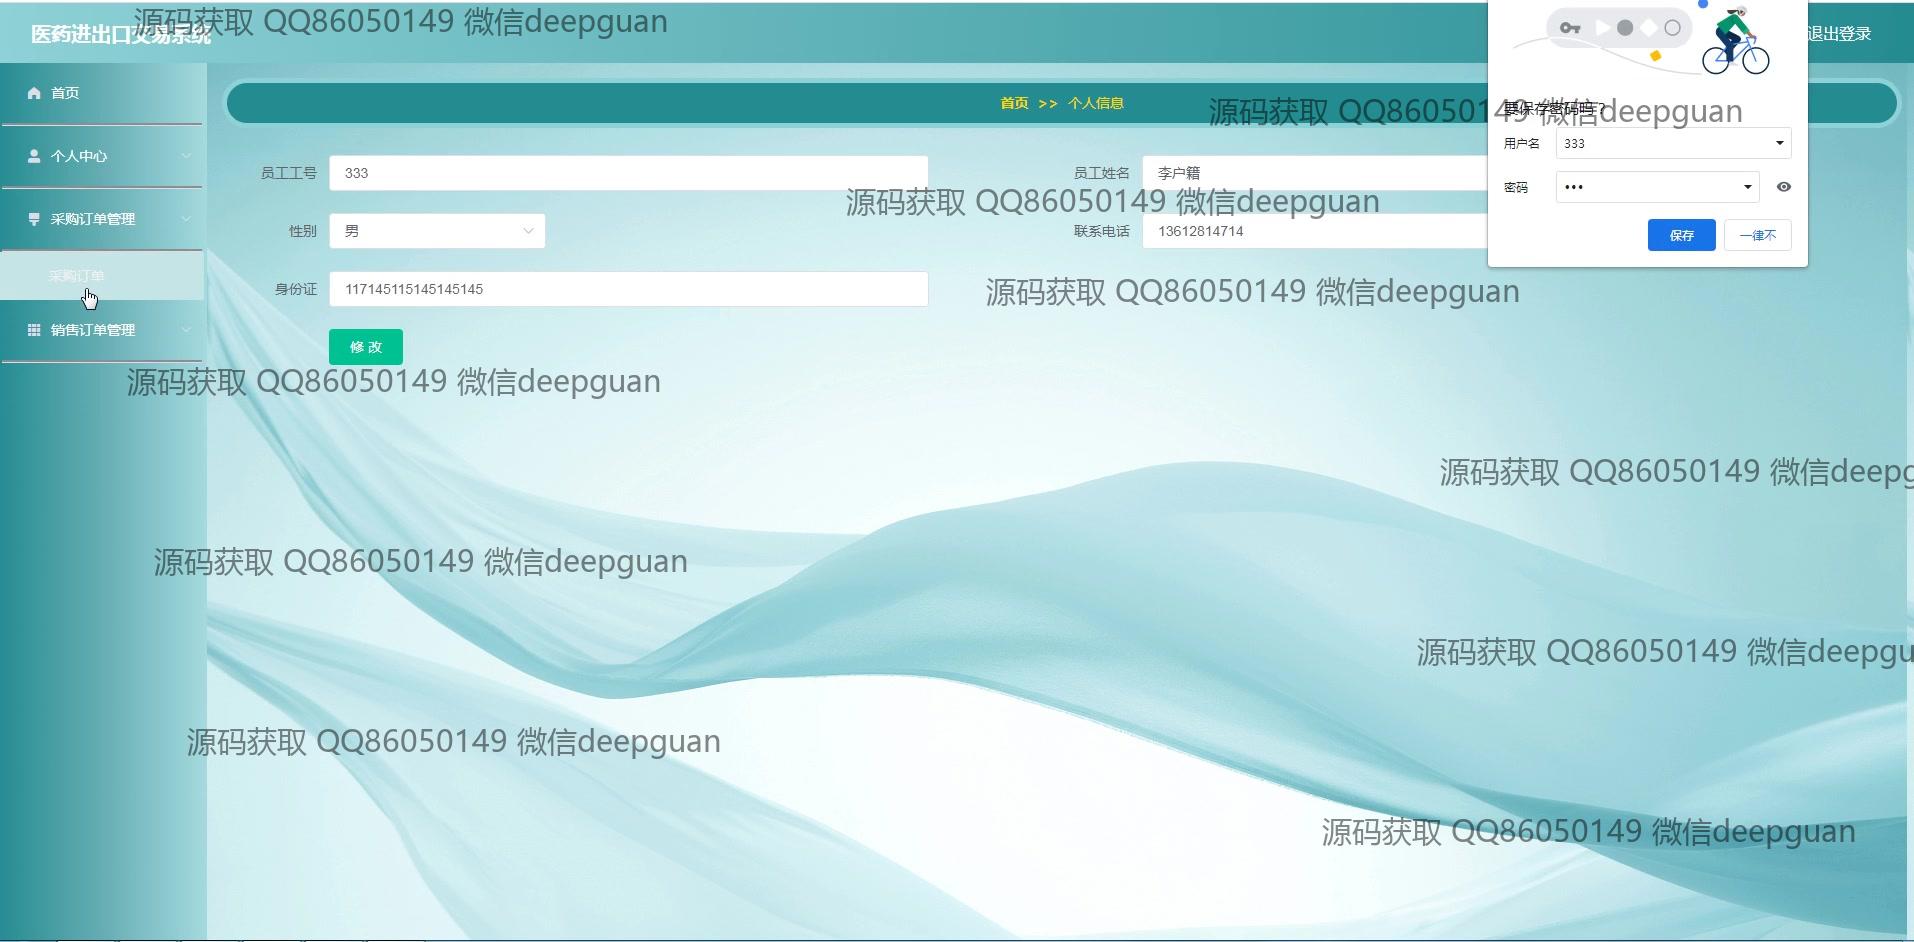 源码获取 QQ86050149 微信deepguan
医药进出口交易系统
退出登录
首页
首页 >> 个人信息
源码获取 QQ86050149 微信deepguan
要保存密码吗？
用户名 333
个人中心
员工工号 333
员工姓名 李户籍
密码 •••
源码获取 QQ86050149 微信deepguan
采购订单管理
性别 男
联系电话 13612814714
保存 一律不
采购订单
身份证 117145115145145145
源码获取 QQ86050149 微信deepguan
销售订单管理
修改
源码获取 QQ86050149 微信deepguan
源码获取 QQ86050149 微信deepg
源码获取 QQ86050149 微信deepguan
源码获取 QQ86050149 微信deepgu
源码获取 QQ86050149 微信deepguan
源码获取 QQ86050149 微信deepguan